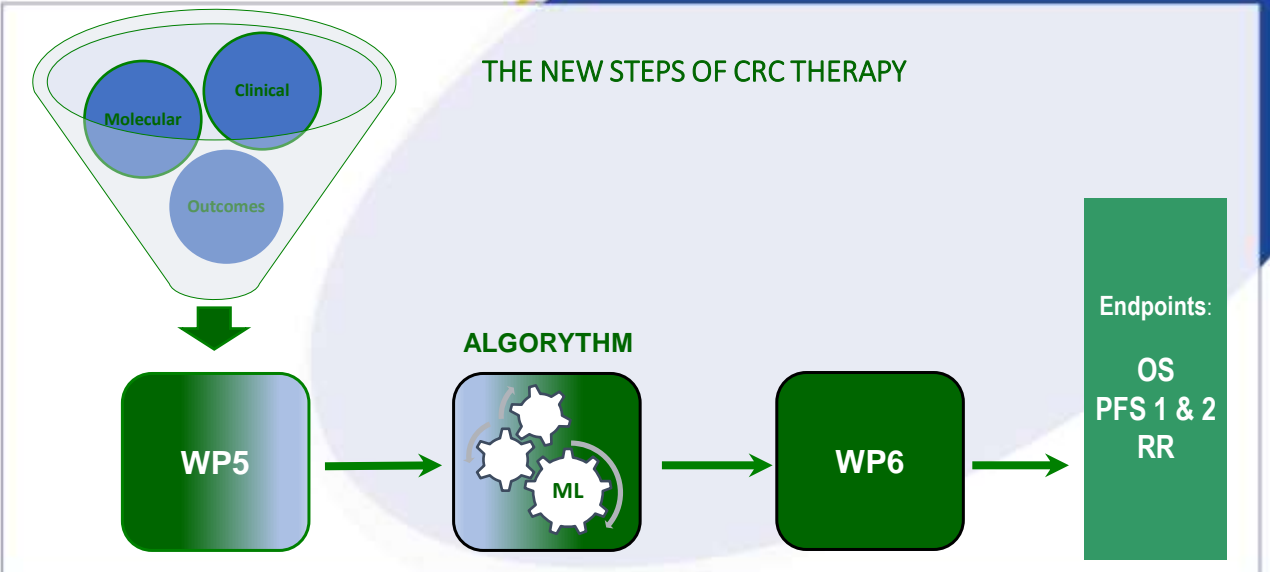 THE NEW STEPS OF CRC THERAPY
Clinical
Molecular
Outcomes
WP5
ALGORYTHM
ML
WP6
Endpoints:
OS
PFS 1 & 2
RR